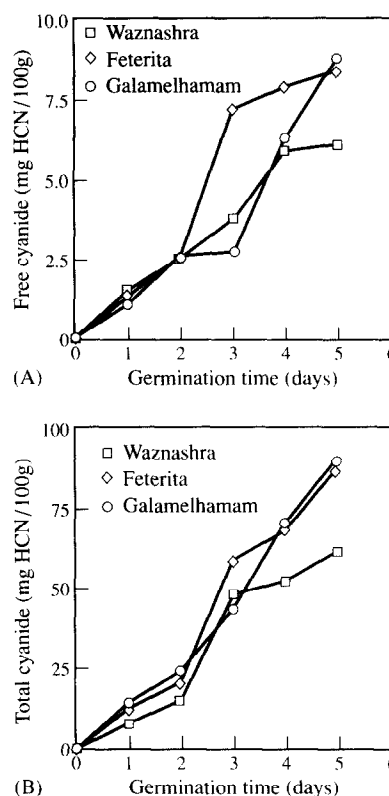 10.0
□ Waznashra
◇ Feterita
○ Galamelhamam
7.5
5.0
2.5
0
Free cyanide (mg HCN/100g)
0 1 2 3 4 5 6
(A) Germination time (days)
100
□ Waznashra
◇ Feterita
○ Galamelhamam
75
50
25
0
Total cyanide (mg HCN/100g)
0 1 2 3 4 5 6
(B) Germination time (days)